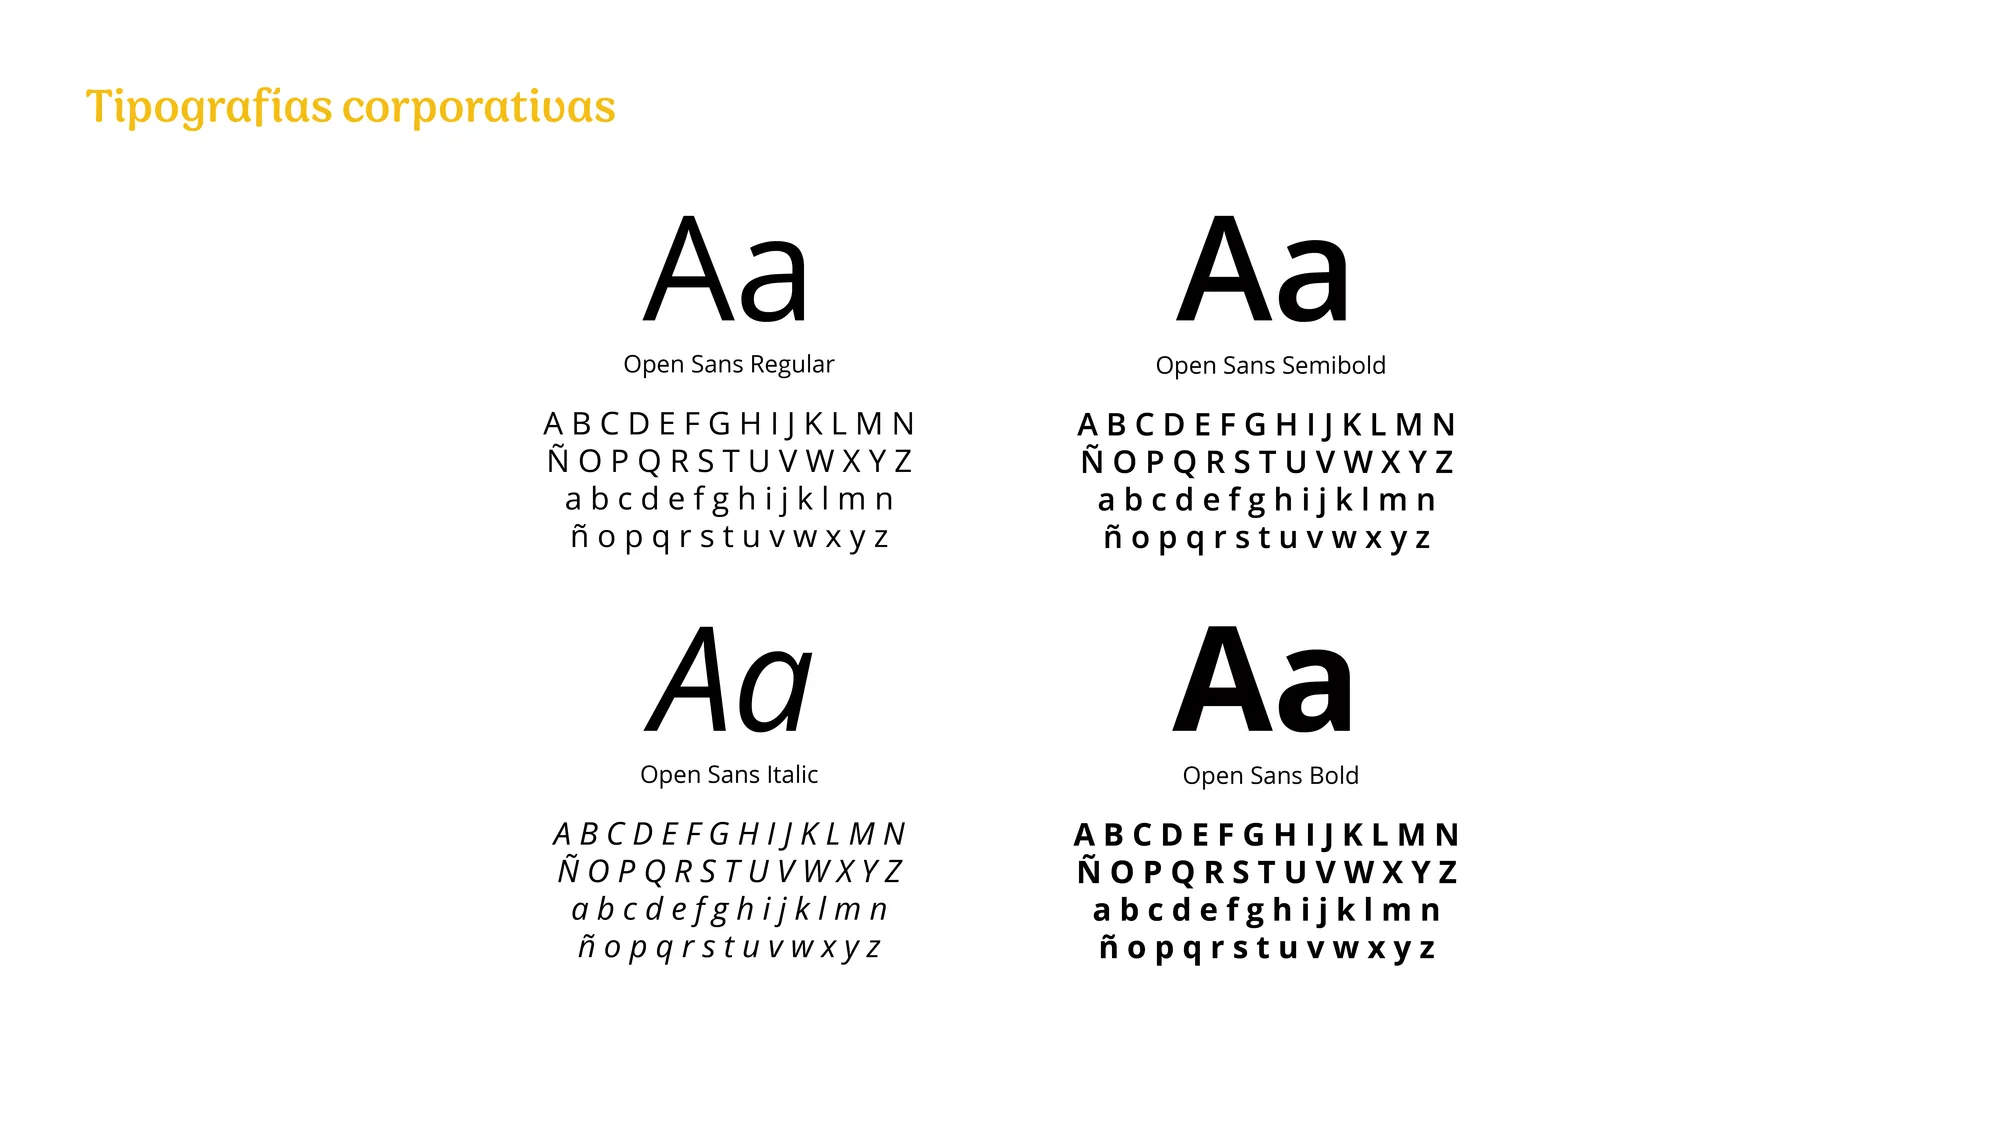 Tipografías corporativas
Aa
Open Sans Regular
A B C D E F G H I J K L M N
Ñ O P Q R S T U V W X Y Z
a b c d e f g h i j k l m n
ñ o p q r s t u v w x y z
Aa
Open Sans Semibold
A B C D E F G H I J K L M N
Ñ O P Q R S T U V W X Y Z
a b c d e f g h i j k l m n
ñ o p q r s t u v w x y z
Aa
Open Sans Italic
A B C D E F G H I J K L M N
Ñ O P Q R S T U V W X Y Z
a b c d e f g h i j k l m n
ñ o p q r s t u v w x y z
Aa
Open Sans Bold
A B C D E F G H I J K L M N
Ñ O P Q R S T U V W X Y Z
a b c d e f g h i j k l m n
ñ o p q r s t u v w x y z